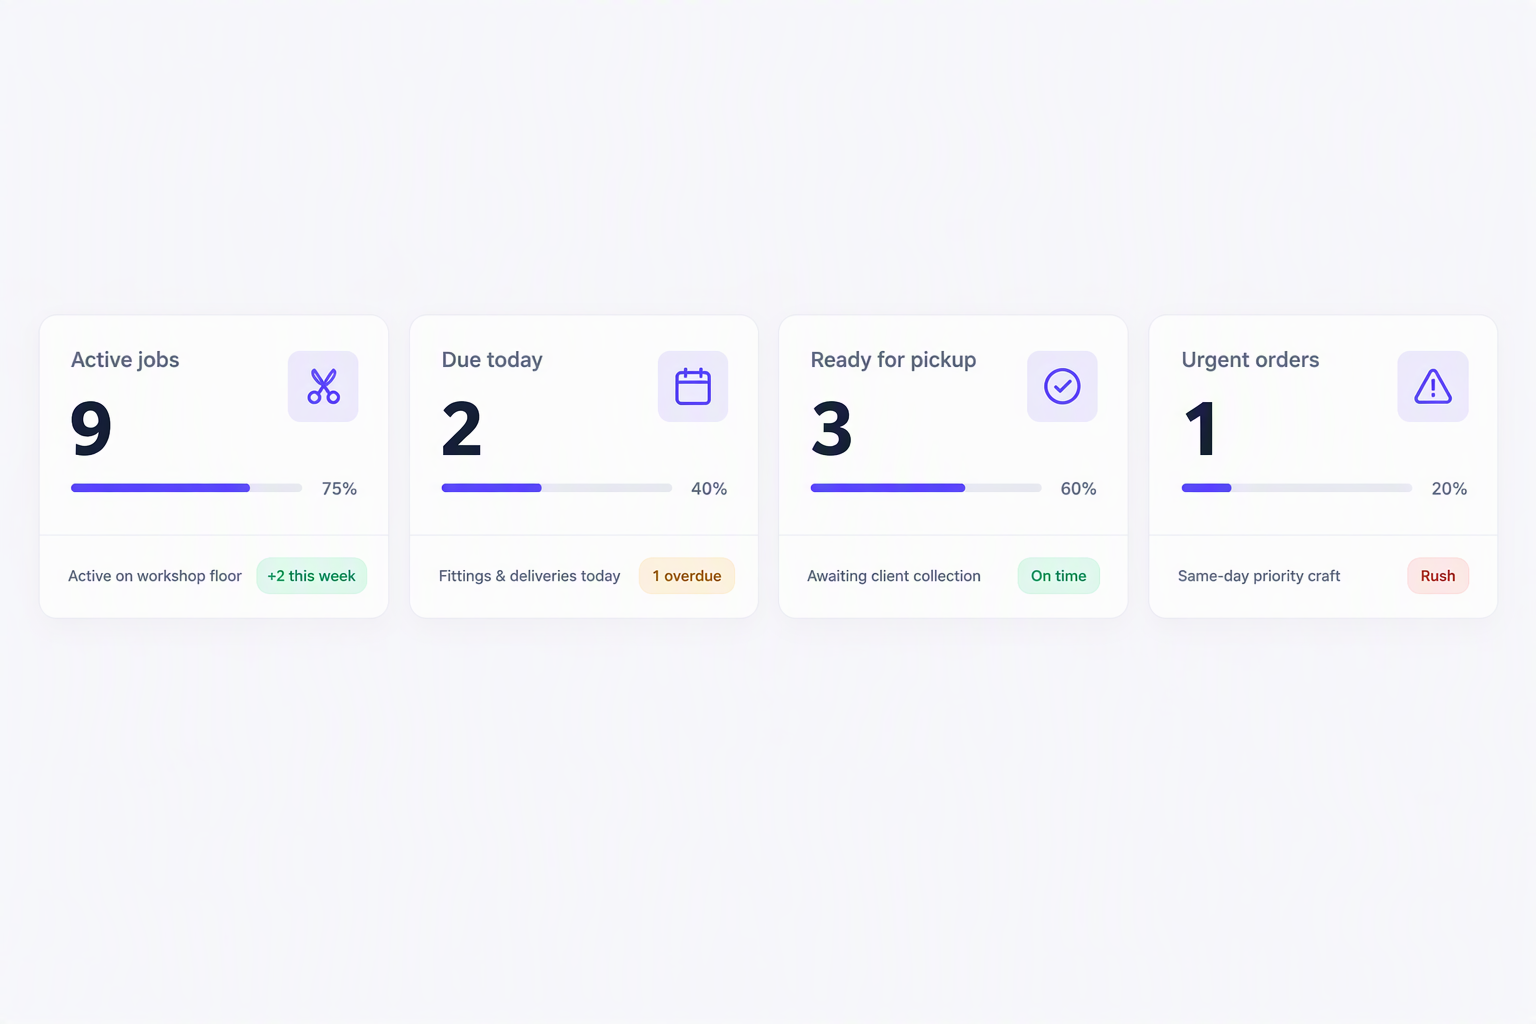 Active jobs
9
75%
Active on workshop floor
+2 this week
Due today
2
40%
Fittings & deliveries today
1 overdue
Ready for pickup
3
60%
Awaiting client collection
On time
Urgent orders
1
20%
Same-day priority craft
Rush